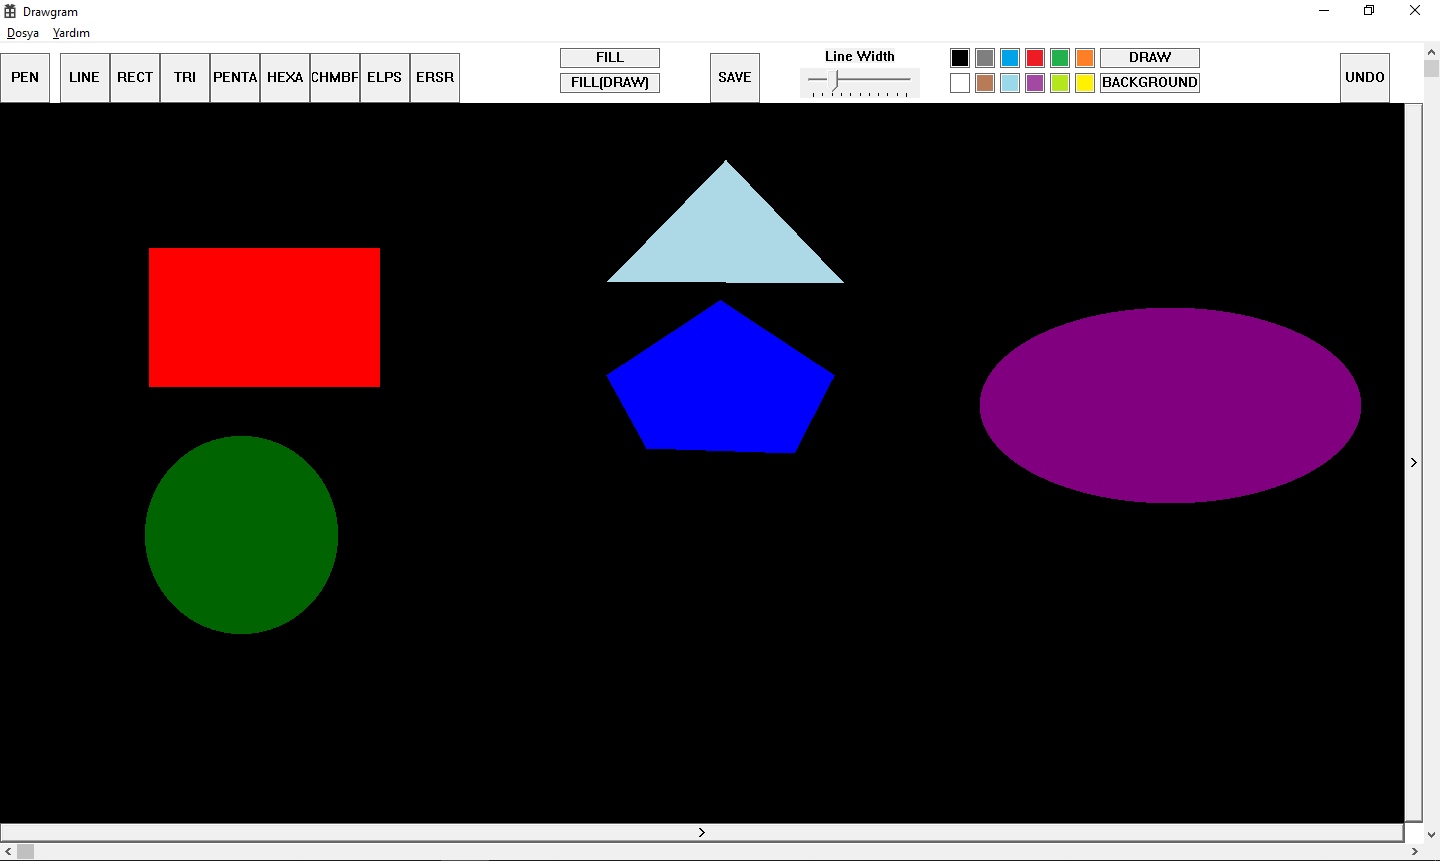 Drawgram
Dosya Yardım
PEN LINE RECT TRI PENTA HEXA CHMBF ELPS ERSR
FILL
FILL(DRAW)
SAVE
Line Width
DRAW
BACKGROUND
UNDO